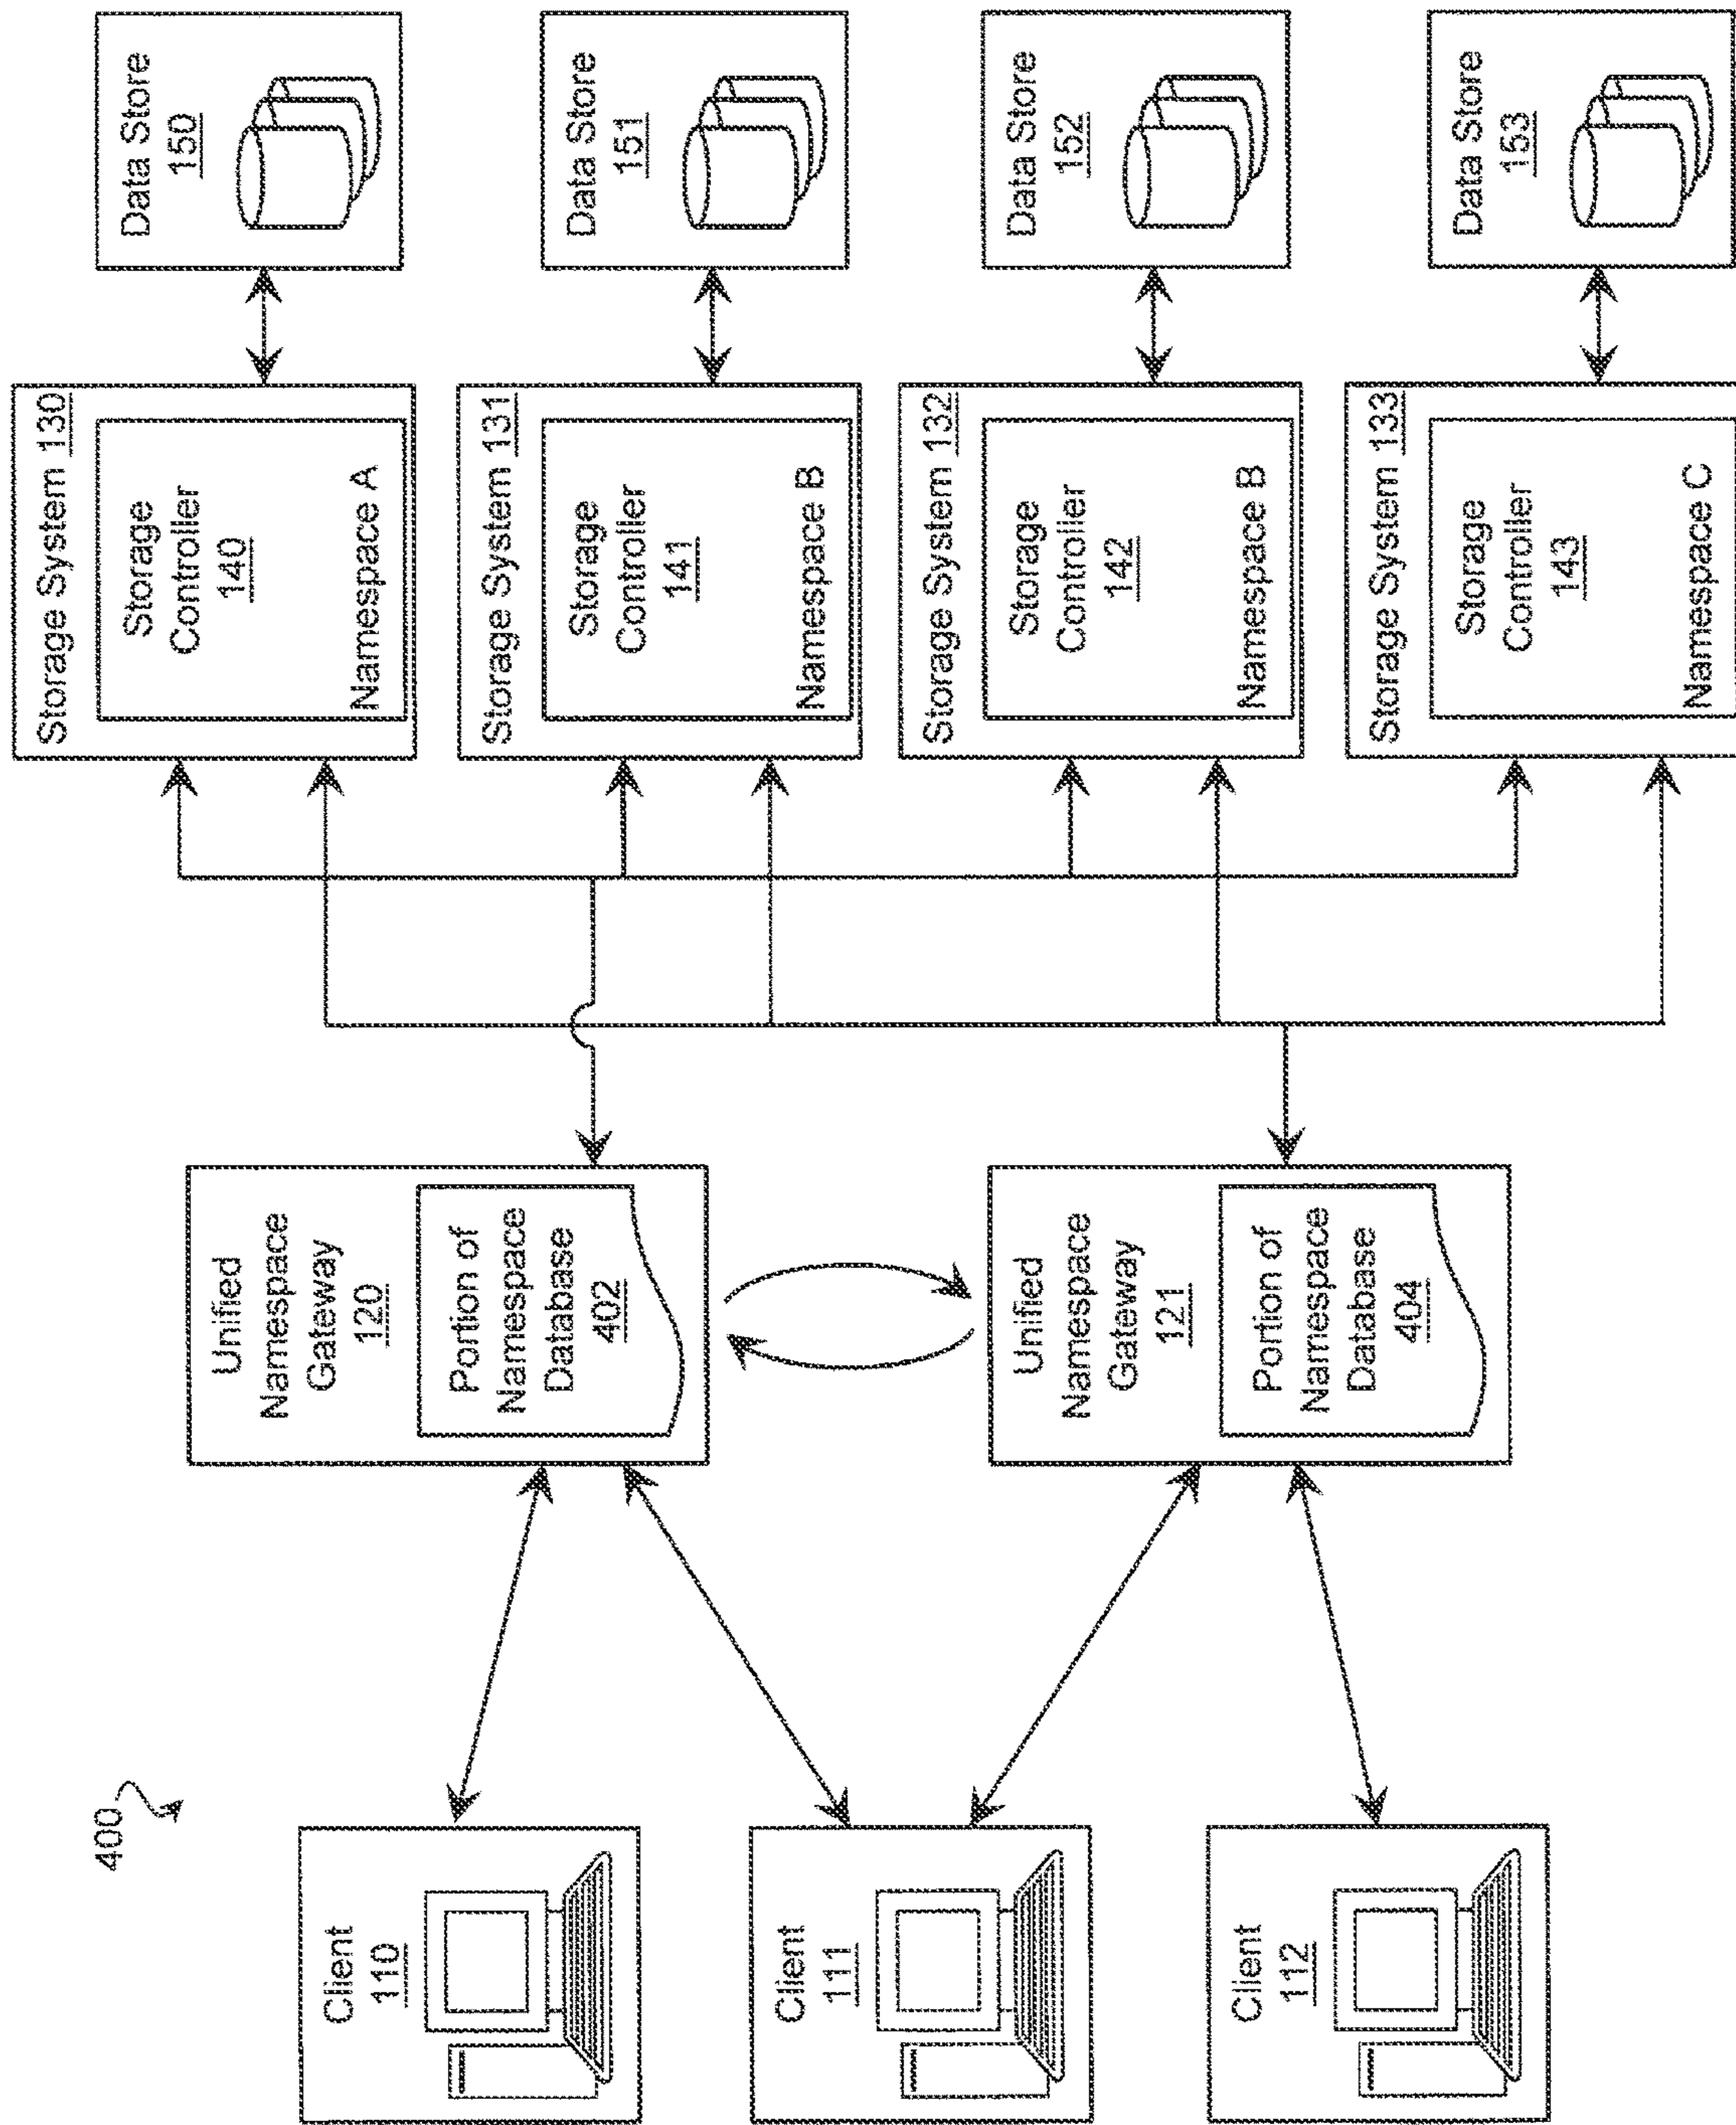 400
Client
110
Client
111
Client
112
Unified
Namespace
Gateway
120
Portion of
Namespace
Database
402
Unified
Namespace
Gateway
121
Portion of
Namespace
Database
404
Storage System 130
Storage
Controller
140
Namespace A
Storage System 131
Storage
Controller
141
Namespace B
Storage System 132
Storage
Controller
142
Namespace B
Storage System 133
Storage
Controller
143
Namespace C
Data Store
150
Data Store
151
Data Store
152
Data Store
153